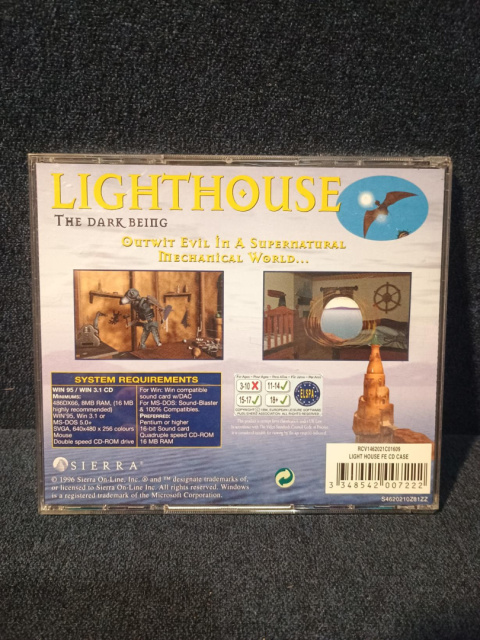 LIGHTHOUSE
THE DARK BEING
OUTWIT EVIL IN A SUPERNATURAL
MECHANICAL WORLD...
SYSTEM REQUIREMENTS
WIN 95 / WIN 3.1 CD
MINIMUM:
486DX66, 8MB RAM, (16 MB
highly recommended)
WIN 95, Win 3.1 or
MS-DOS 5.0+
SVGA, 640x480 x 256 colours
Mouse
Double speed CD-ROM drive
For Win: Win compatible
sound card w/DAC
For MS-DOS: Sound-Blaster
& 100% Compatibles.
PREFERRED:
Pentium or higher
16-bit Sound card
Quadruple speed CD-ROM
16 MB RAM
3-10 11-14
15-17 18+
ELSPA
SIERRA
© 1996 Sierra On-Line, Inc. ® and ™ designate trademarks of,
or licensed to Sierra On-Line Inc. All rights reserved. Windows
is a registered trademark of the Microsoft Corporation.
RCV1462021C01609
LIGHT HOUSE FE CD CASE
3 348542 007222
S4620210Z61ZZ